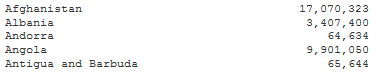 Afghanistan 17,070,323
Albania 3,407,400
Andorra 64,634
Angola 9,901,050
Antigua and Barbuda 65,644